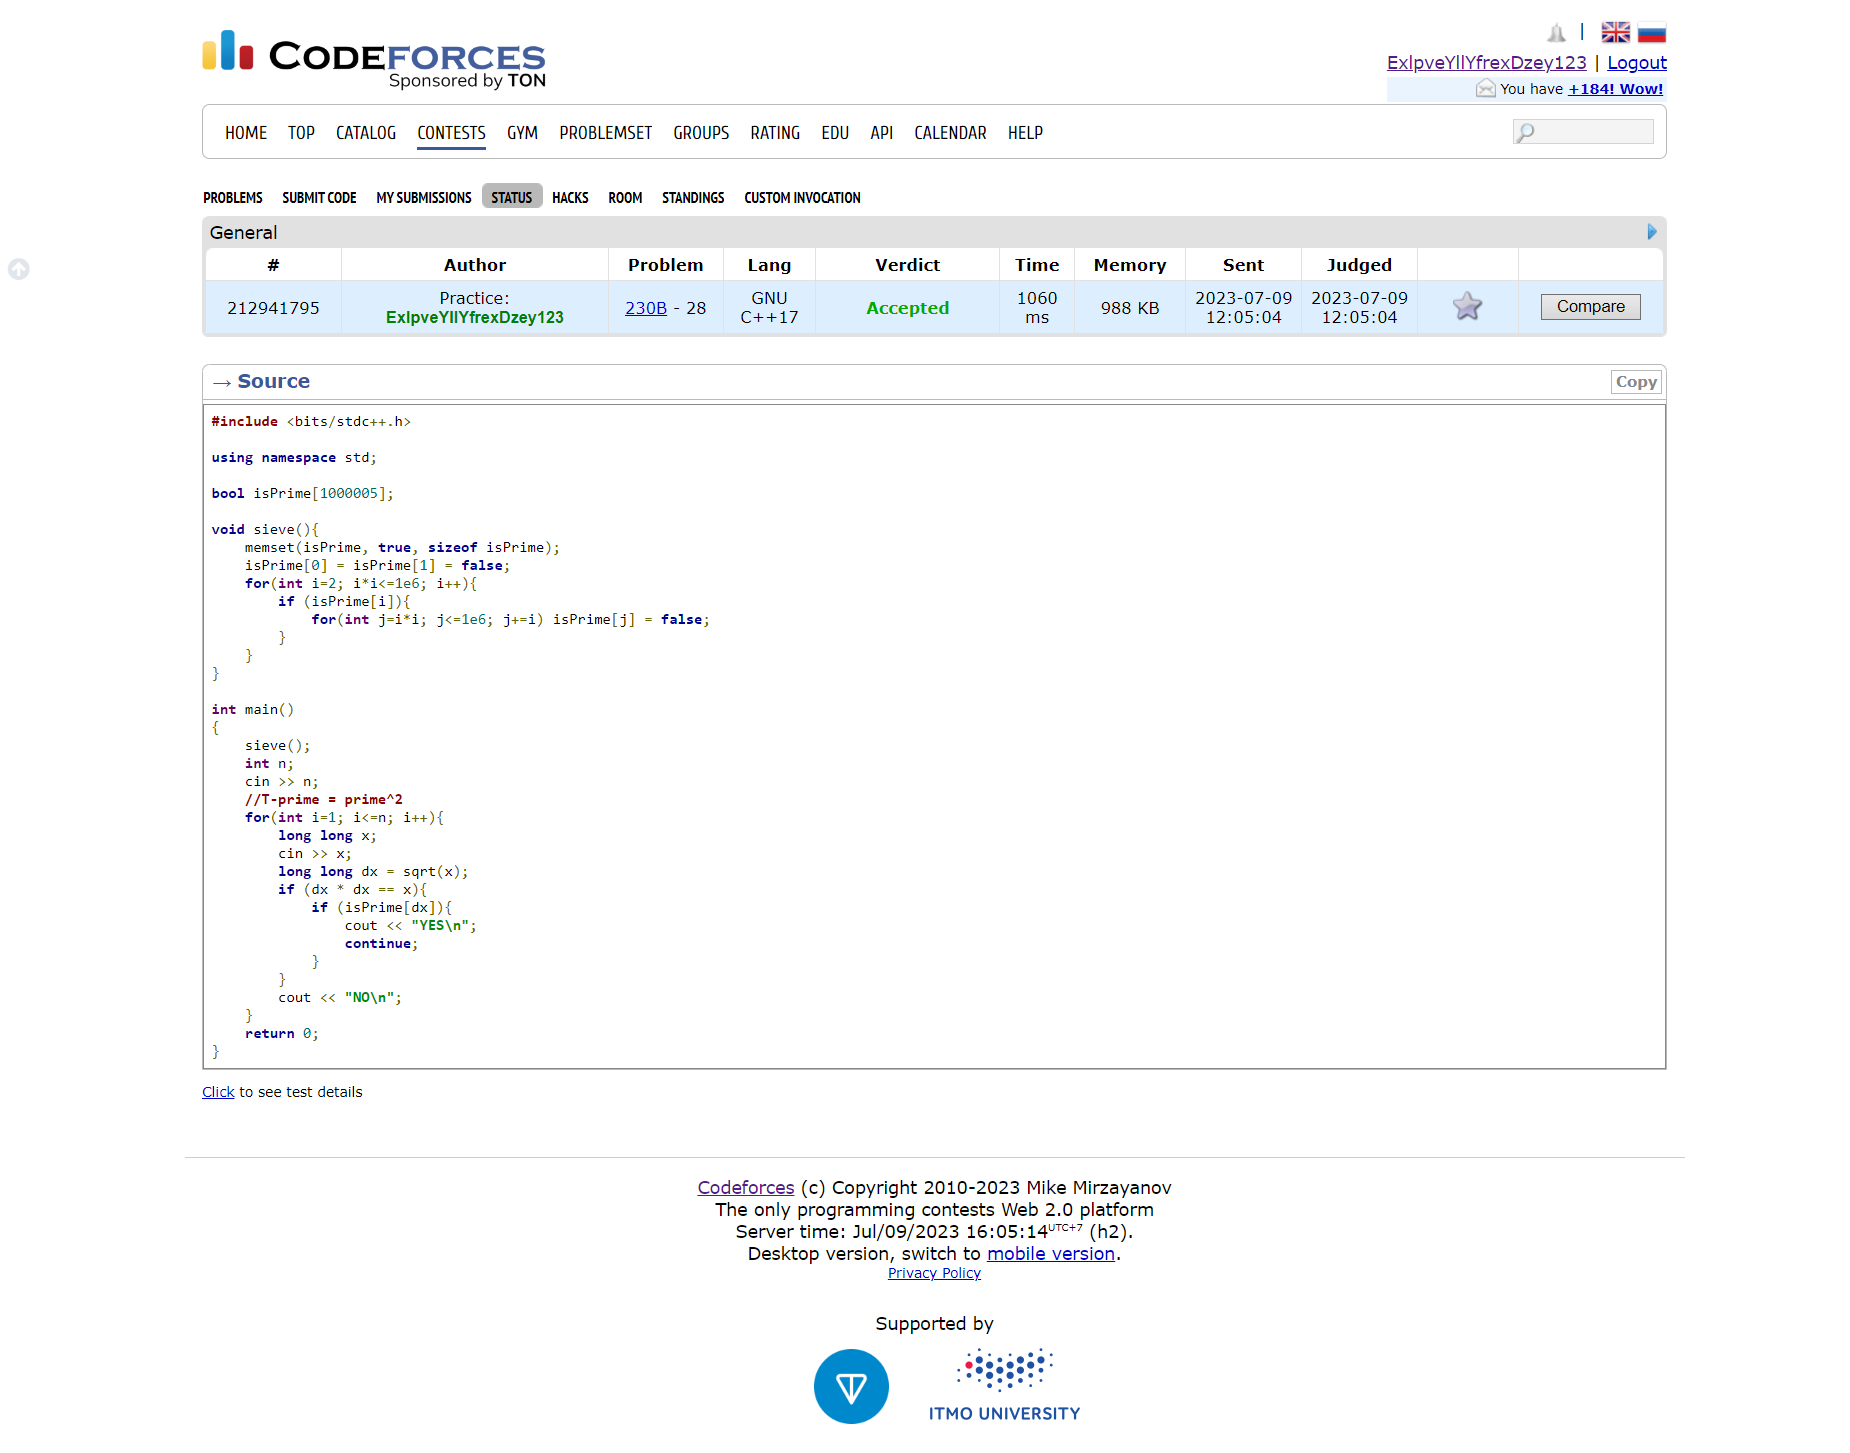 CODEFORCES
Sponsored by TON
ExlpveYllYfrexDzey123 | Logout
You have +184! Wow!
HOME TOP CATALOG CONTESTS GYM PROBLEMSET GROUPS RATING EDU API CALENDAR HELP
PROBLEMS SUBMIT CODE MY SUBMISSIONS STATUS HACKS ROOM STANDINGS CUSTOM INVOCATION
General
# Author Problem Lang Verdict Time Memory Sent Judged
212941795 Practice: ExlpveYllYfrexDzey123 230B - 28 GNU C++17 Accepted 1060 ms 988 KB 2023-07-09 12:05:04 2023-07-09 12:05:04 Compare
→ Source Copy
#include <bits/stdc++.h>
using namespace std;
bool isPrime[1000005];
void sieve(){
    memset(isPrime, true, sizeof isPrime);
    isPrime[0] = isPrime[1] = false;
    for(int i=2; i*i<=1e6; i++){
        if (isPrime[i]){
            for(int j=i*i; j<=1e6; j+=i) isPrime[j] = false;
        }
    }
}
int main()
{
    sieve();
    int n;
    cin >> n;
    //T-prime = prime^2
    for(int i=1; i<=n; i++){
        long long x;
        cin >> x;
        long long dx = sqrt(x);
        if (dx * dx == x){
            if (isPrime[dx]){
                cout << "YES\n";
                continue;
            }
        }
        cout << "NO\n";
    }
    return 0;
}
Click to see test details
Codeforces (c) Copyright 2010-2023 Mike Mirzayanov
The only programming contests Web 2.0 platform
Server time: Jul/09/2023 16:05:14UTC+7 (h2).
Desktop version, switch to mobile version.
Privacy Policy
Supported by
ITMO UNIVERSITY